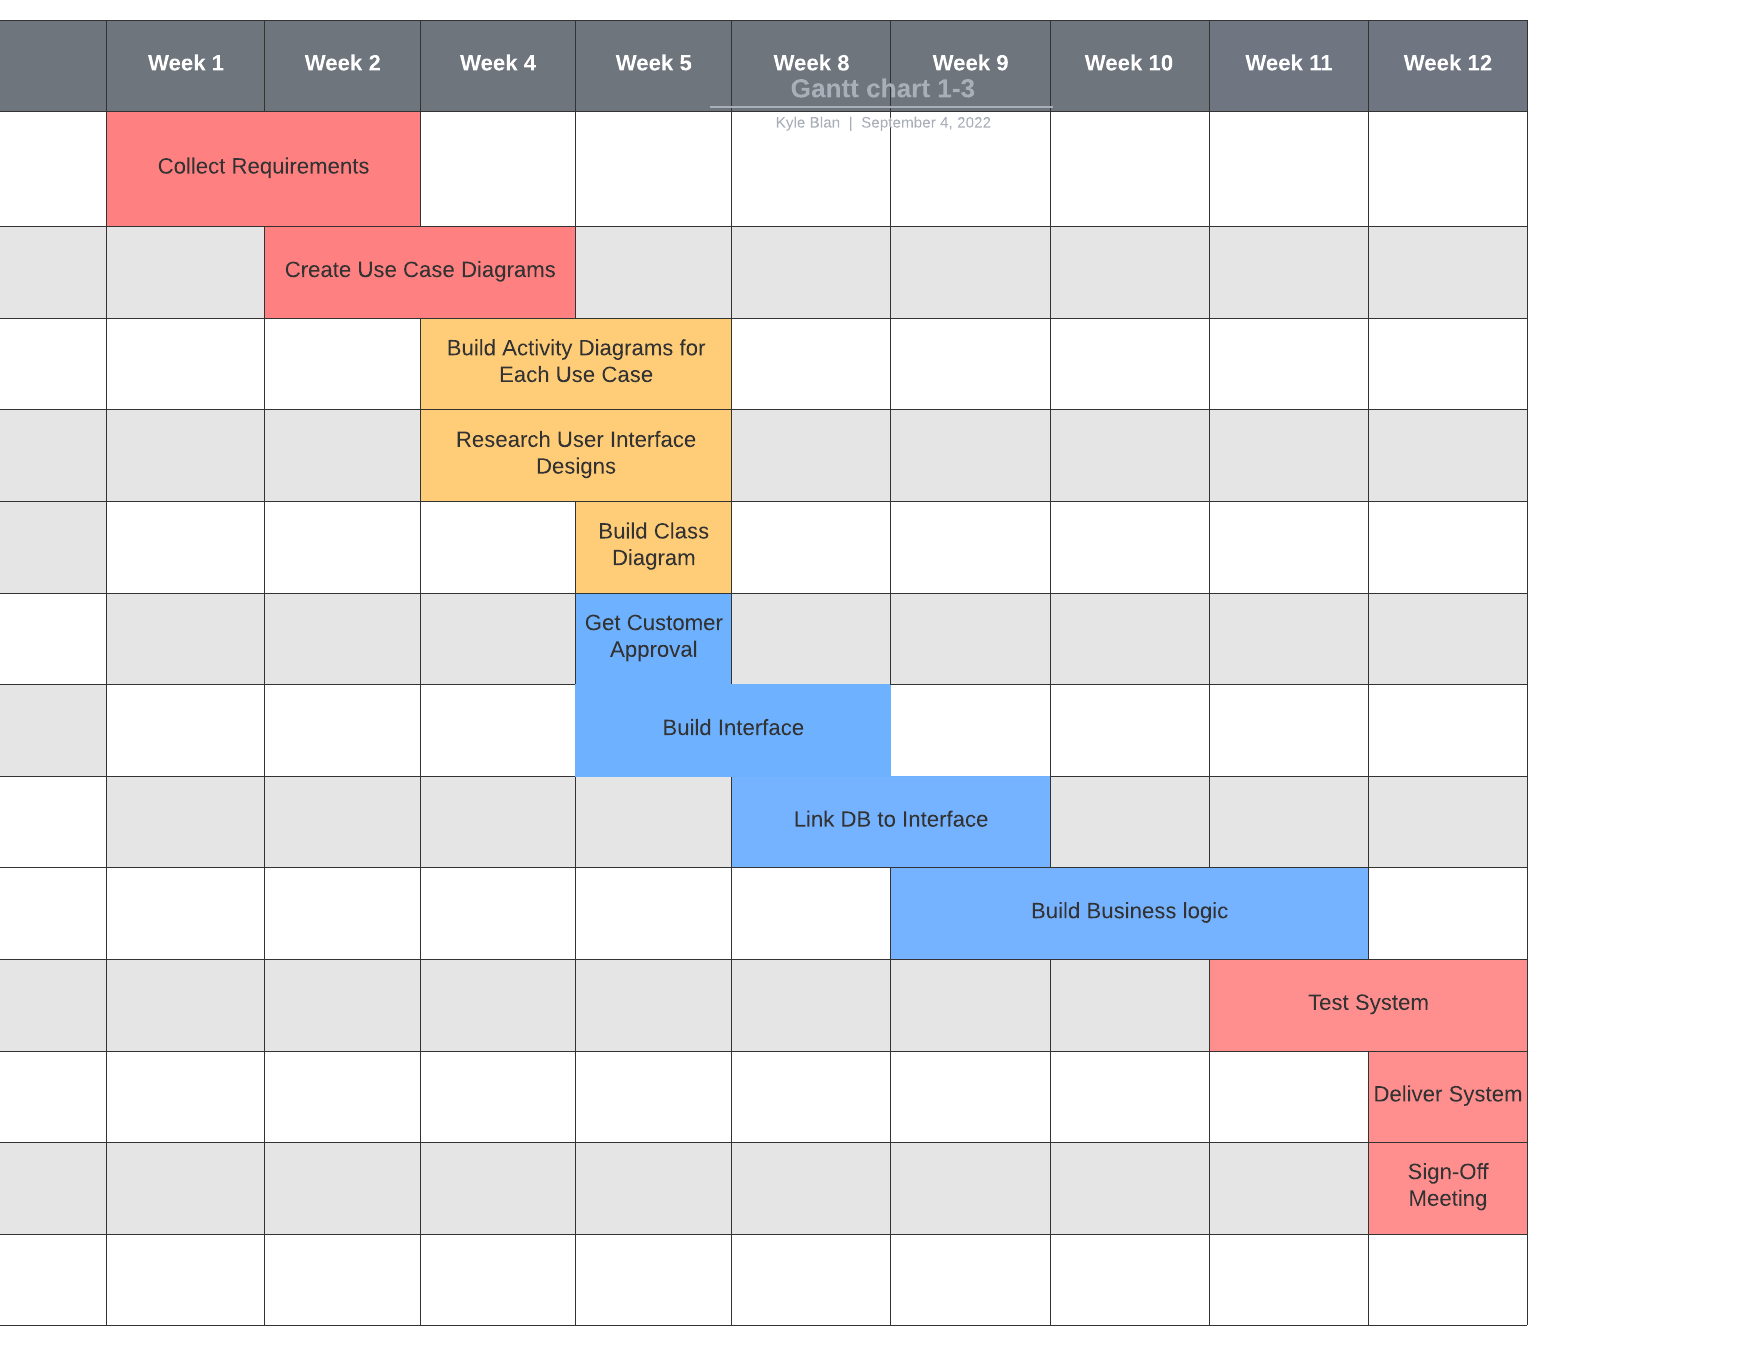 Week 1
Week 2
Week 4
Week 5
Week 8
Week 9
Week 10
Week 11
Week 12
Gantt chart 1-3
Kyle Blan | September 4, 2022
Collect Requirements
Create Use Case Diagrams
Build Activity Diagrams for
Each Use Case
Research User Interface
Designs
Build Class
Diagram
Get Customer
Approval
Build Interface
Link DB to Interface
Build Business logic
Test System
Deliver System
Sign-Off
Meeting